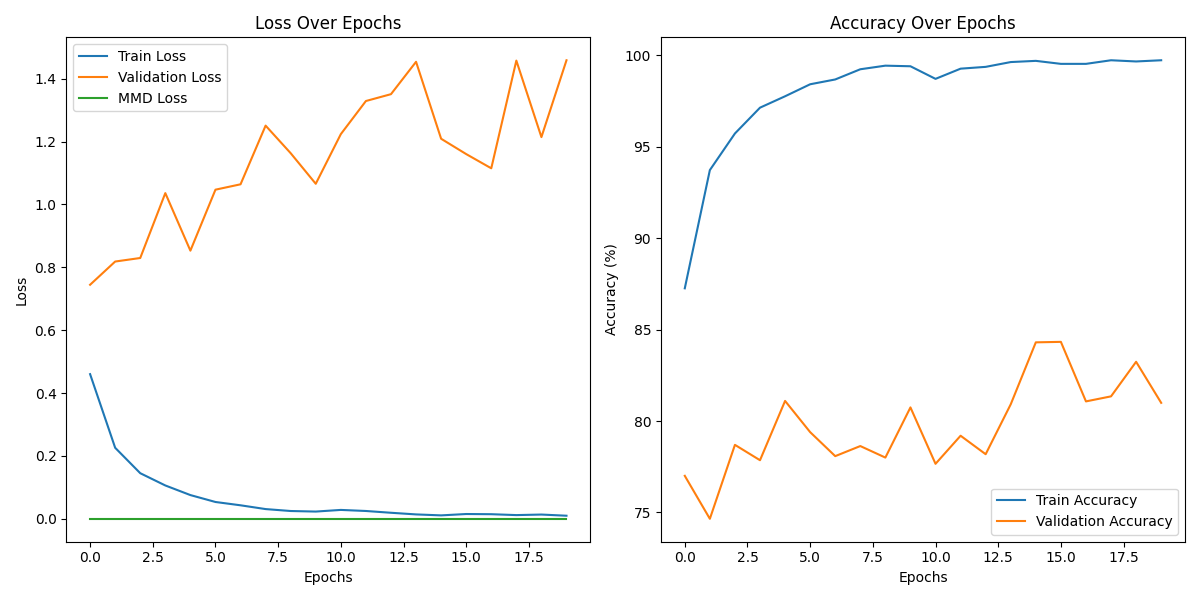 Loss Over Epochs
Train Loss
Validation Loss
MMD Loss
1.4
1.2
1.0
0.8
0.6
0.4
0.2
0.0
Loss
0.0 2.5 5.0 7.5 10.0 12.5 15.0 17.5
Epochs
Accuracy Over Epochs
100
95
90
85
80
75
Accuracy (%)
Train Accuracy
Validation Accuracy
0.0 2.5 5.0 7.5 10.0 12.5 15.0 17.5
Epochs